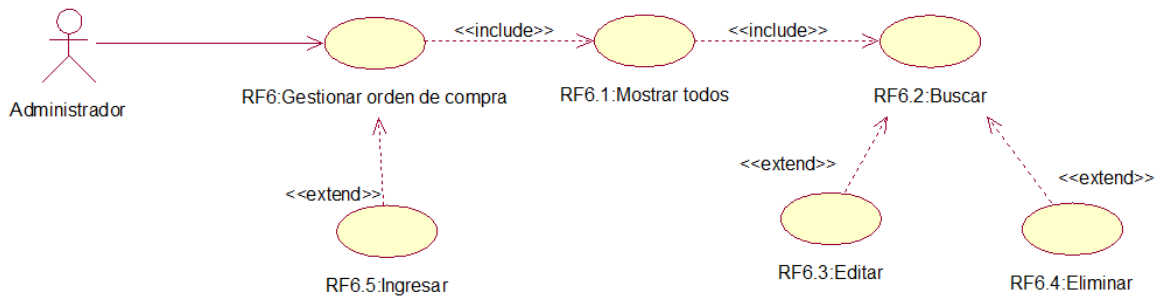 <<include>>
<<include>>
Administrador
RF6:Gestionar orden de compra
RF6.1:Mostrar todos
RF6.2:Buscar
<<extend>>
<<extend>>
<<extend>>
RF6.5:Ingresar
RF6.3:Editar
RF6.4:Eliminar